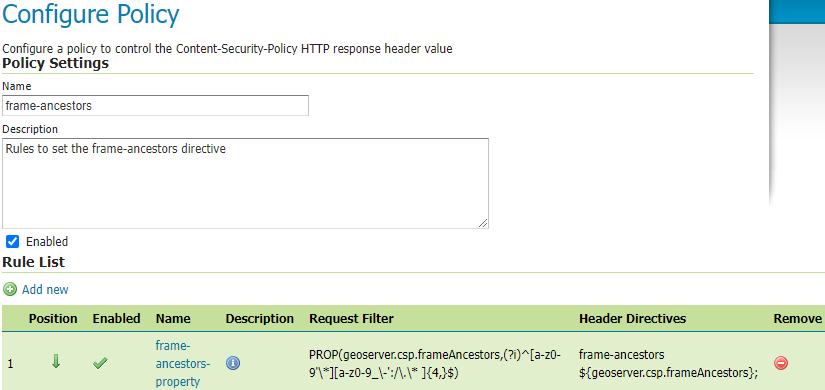 Configure Policy
Configure a policy to control the Content-Security-Policy HTTP response header value
Policy Settings
Name
frame-ancestors
Description
Rules to set the frame-ancestors directive
Enabled
Rule List
Add new
Position Enabled Name Description Request Filter Header Directives Remove
frame-
1 ancestors- PROP(geoserver.csp.frameAncestors,(?i)^[a-z0- frame-ancestors
property 9'\*][a-z0-9_\-':/\.\* ]{4,}$) ${geoserver.csp.frameAncestors};